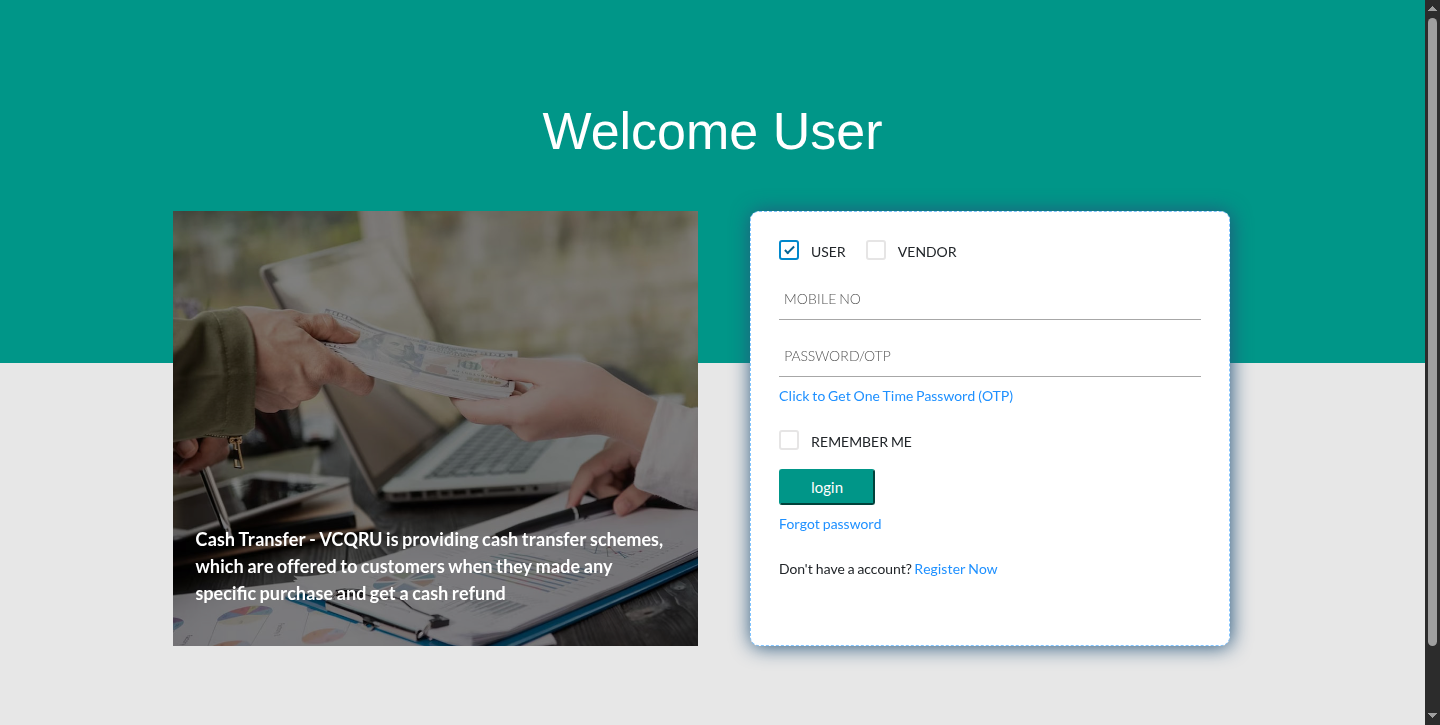 Welcome User
Cash Transfer - VCQRU is providing cash transfer schemes,
which are offered to customers when they made any
specific purchase and get a cash refund
USER VENDOR
MOBILE NO
PASSWORD/OTP
Click to Get One Time Password (OTP)
REMEMBER ME
login
Forgot password
Don't have a account? Register Now